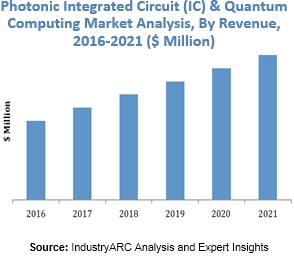 Photonic Integrated Circuit (IC) & Quantum
Computing Market Analysis, By Revenue,
2016-2021 ($ Million)
$ Million
2016 2017 2018 2019 2020 2021
Source: IndustryARC Analysis and Expert Insights